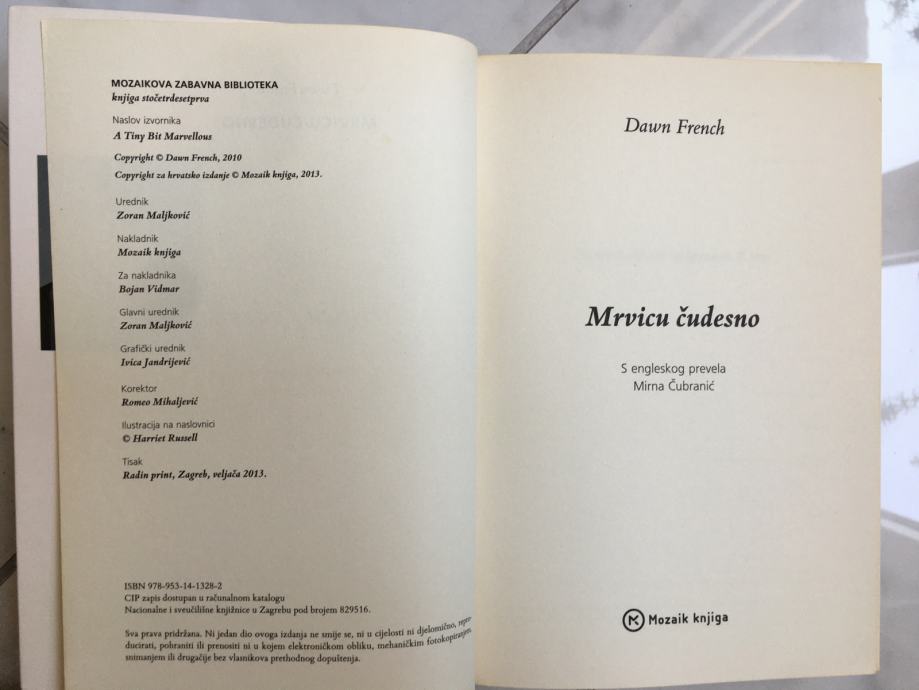 MOZAIKOVA ZABAVNA BIBLIOTEKA
knjiga stočetrdesetprva
Naslov izvornika
A Tiny Bit Marvellous
Copyright © Dawn French, 2010
Copyright za hrvatsko izdanje © Mozaik knjiga, 2013.
Urednik
Zoran Maljković
Nakladnik
Mozaik knjiga
Za nakladnika
Bojan Vidmar
Glavni urednik
Zoran Maljković
Grafički urednik
Ivica Jandrijević
Korektor
Romeo Mihaljević
Ilustracija na naslovnici
© Harriet Russell
Tisak
Radin print, Zagreb, veljača 2013.
ISBN 978-953-14-1328-2
CIP zapis dostupan u računalnom katalogu
Nacionalne i sveučilišne knjižnice u Zagrebu pod brojem 829516.
Sva prava pridržana. Ni jedan dio ovoga izdanja ne smije se, ni u cijelosti ni djelomično, repro-
ducirati, pohraniti ili prenositi ni u kojem elektroničkom obliku, mehaničkim fotokopiranjem,
snimanjem ili drugačije bez vlasnikova prethodnog dopuštenja.
Dawn French
Mrvicu čudesno
S engleskog prevela
Mirna Čubranić
Mozaik knjiga